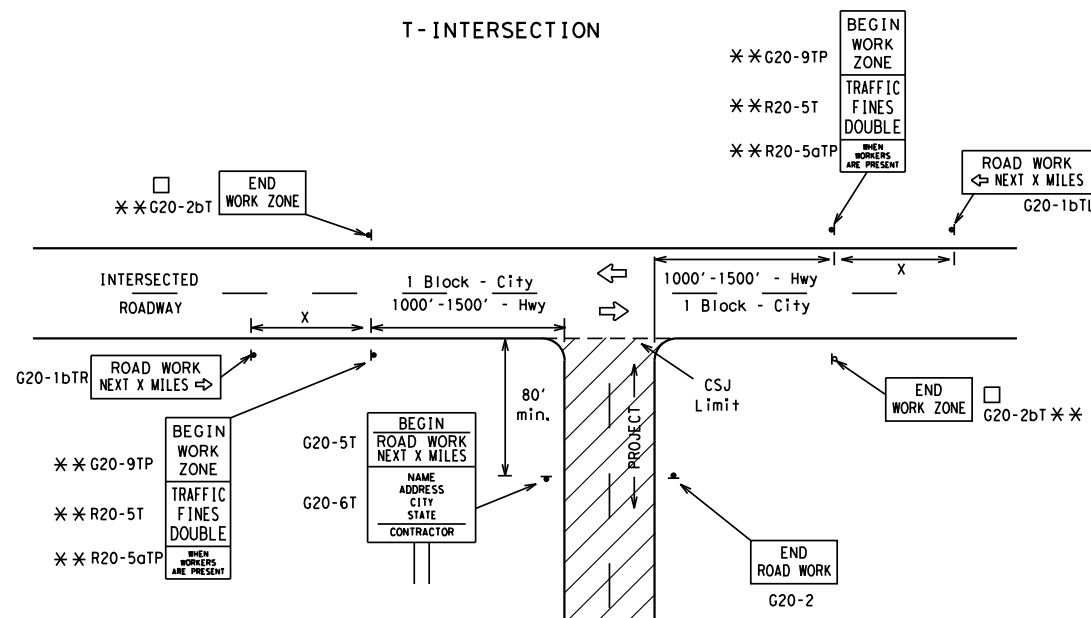 T-INTERSECTION
BEGIN
WORK
ZONE
TRAFFIC
FINES
DOUBLE
WHEN
WORKERS
ARE PRESENT
**G20-9TP
**R20-5T
**R20-5aTP
ROAD WORK
⇦ NEXT X MILES
G20-1bTL
□
**G20-2bT
END
WORK ZONE
INTERSECTED
ROADWAY
1 Block - City
1000'-1500' - Hwy
1000'-1500' - Hwy
1 Block - City
X
X
G20-1bTR
ROAD WORK
NEXT X MILES ⇨
80'
min.
CSJ
Limit
PROJECT
END
WORK ZONE
□
G20-2bT **
BEGIN
WORK
ZONE
TRAFFIC
FINES
DOUBLE
WHEN
WORKERS
ARE PRESENT
**G20-9TP
**R20-5T
**R20-5aTP
G20-5T
BEGIN
ROAD WORK
NEXT X MILES
G20-6T
NAME
ADDRESS
CITY
STATE
CONTRACTOR
END
ROAD WORK
G20-2